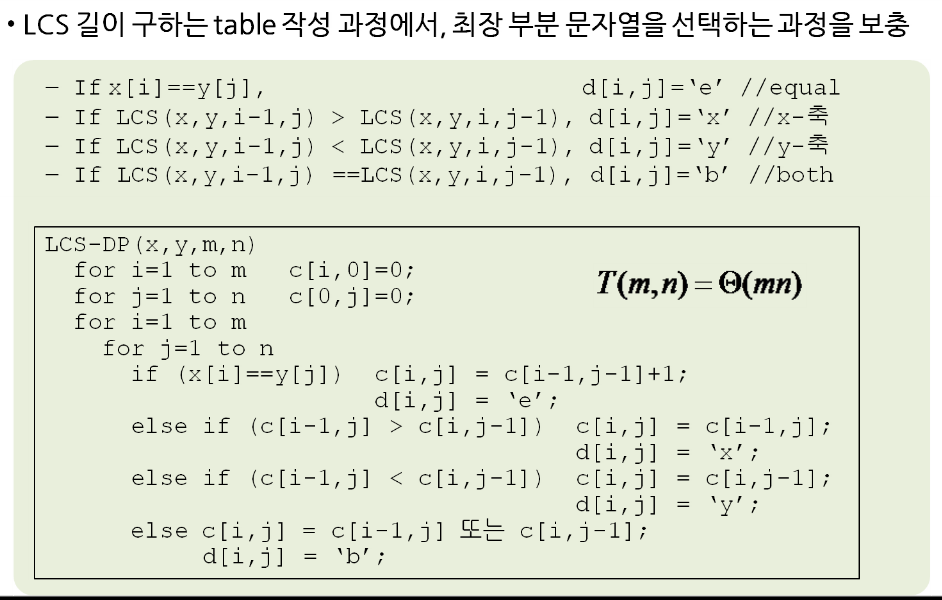 • LCS 길이 구하는 table 작성 과정에서, 최장 부분 문자열을 선택하는 과정을 보충
– If x[i]==y[j], d[i,j]=‘e’ //equal
– If LCS(x,y,i-1,j) > LCS(x,y,i,j-1), d[i,j]=‘x’ //x-축
– If LCS(x,y,i-1,j) < LCS(x,y,i,j-1), d[i,j]=‘y’ //y-축
– If LCS(x,y,i-1,j) ==LCS(x,y,i,j-1), d[i,j]=‘b’ //both
LCS-DP(x,y,m,n)
for i=1 to m c[i,0]=0;
for j=1 to n c[0,j]=0;
T(m,n)=Θ(mn)
for i=1 to m
for j=1 to n
if (x[i]==y[j]) c[i,j] = c[i-1,j-1]+1;
d[i,j] = ‘e’;
else if (c[i-1,j] > c[i,j-1]) c[i,j] = c[i-1,j];
d[i,j] = ‘x’;
else if (c[i-1,j] < c[i,j-1]) c[i,j] = c[i,j-1];
d[i,j] = ‘y’;
else c[i,j] = c[i-1,j] 또는 c[i,j-1];
d[i,j] = ‘b’;